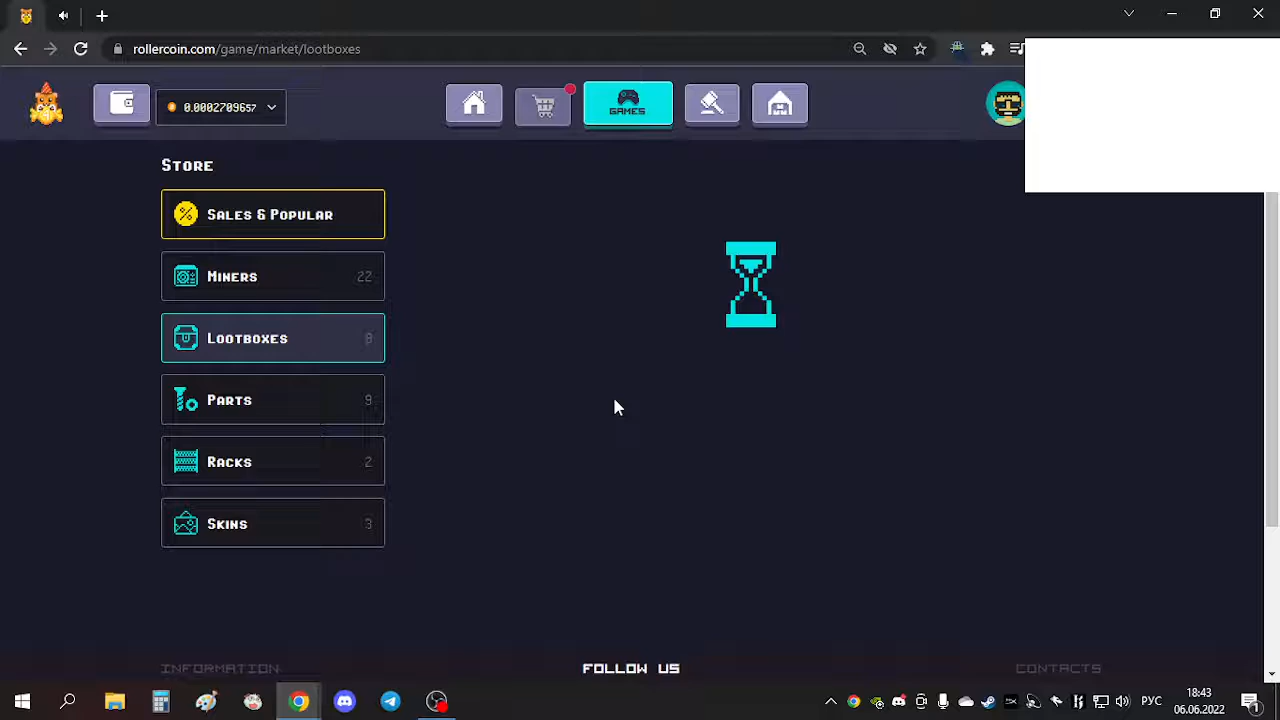 rollercoin.com/game/market/lootboxes
0.0002709657
GAMES
STORE
SALES & POPULAR
MINERS 22
LOOTBOXES 8
PARTS 9
RACKS 2
SKINS 3
INFORMATION FOLLOW US CONTACTS
РУС
18:43
06.06.2022
1